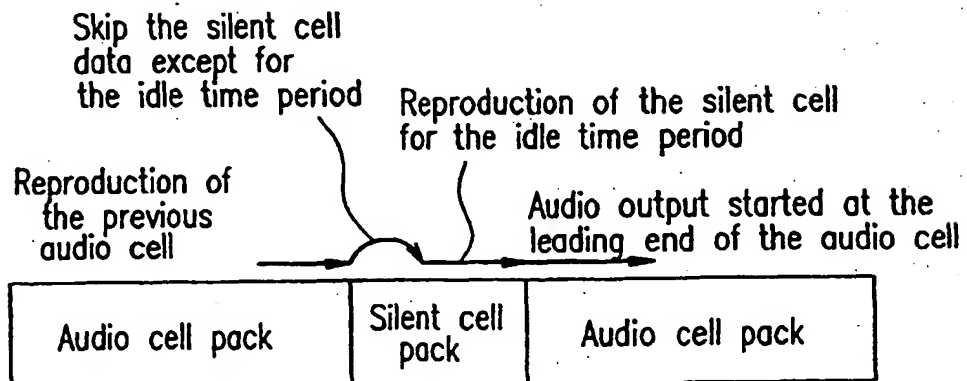 Skip the silent cell
data except for
the idle time period
Reproduction of the silent cell
for the idle time period
Reproduction of
the previous
audio cell
Audio output started at the
leading end of the audio cell
Audio cell pack
Silent cell
pack
Audio cell pack